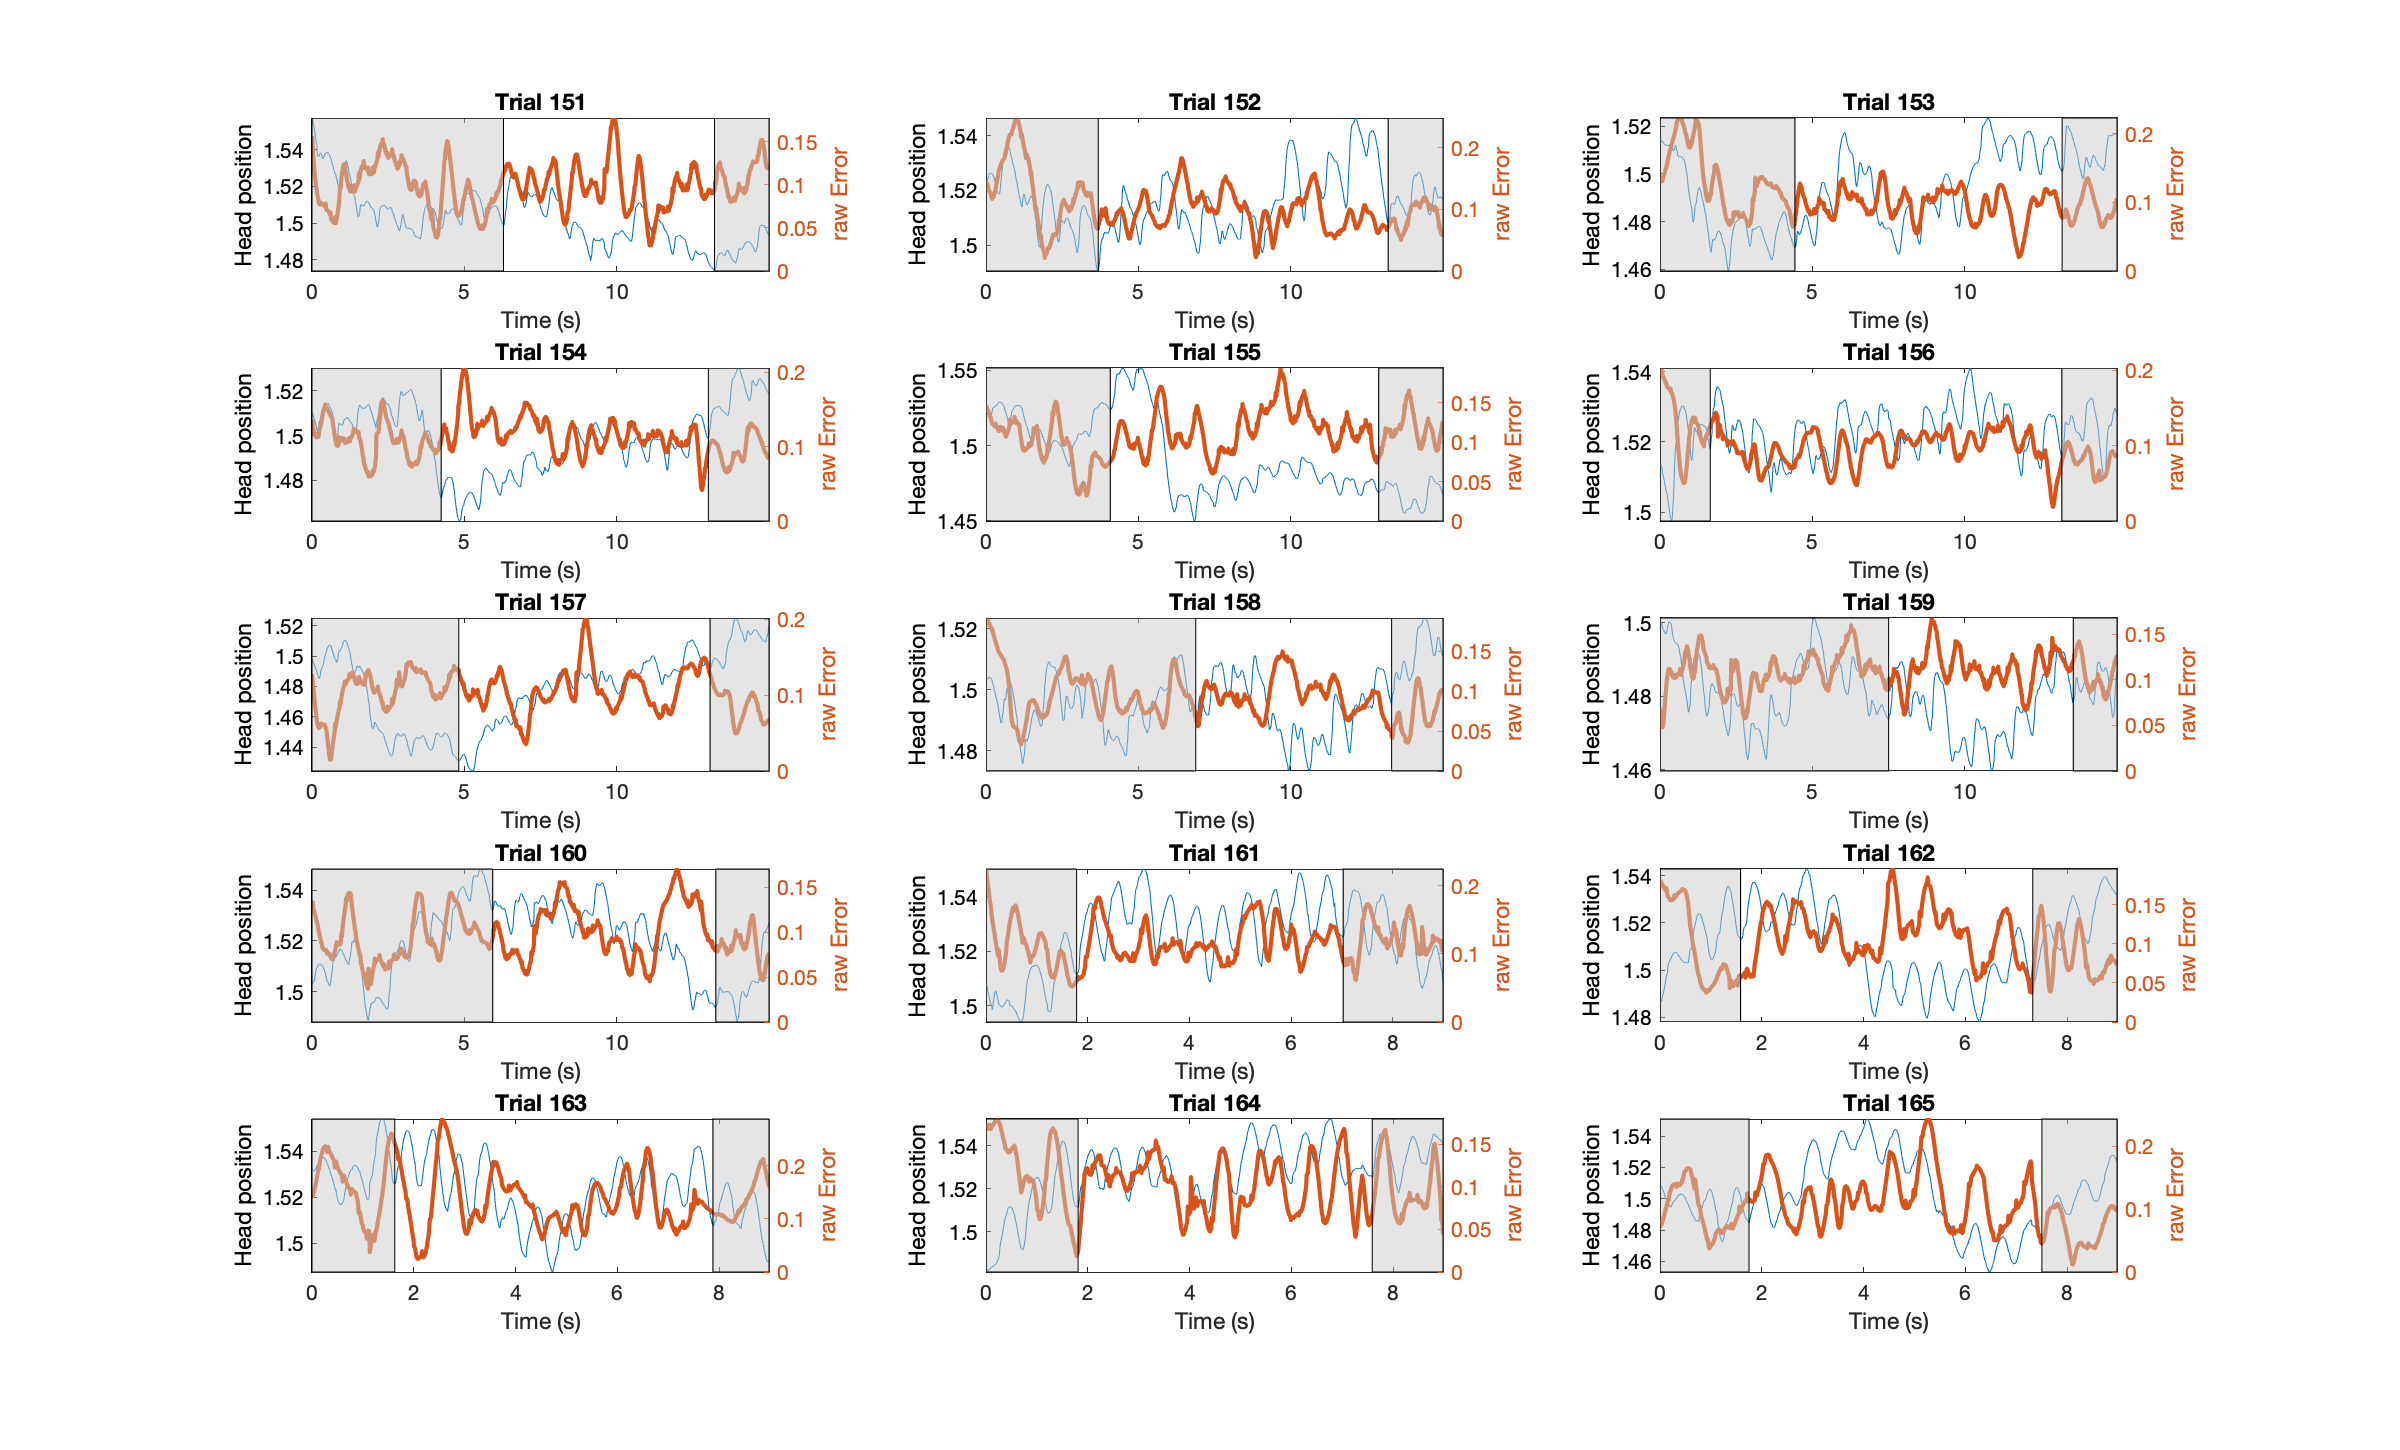 Trial 151
Head position
1.54
1.52
1.5
1.48
0.15
0.1
0.05
0
raw Error
0 5 10
Time (s)
Trial 152
Head position
1.54
1.52
1.5
0.2
0.1
0
raw Error
0 5 10
Time (s)
Trial 153
Head position
1.52
1.5
1.48
1.46
0.2
0.1
0
raw Error
0 5 10
Time (s)
Trial 154
Head position
1.52
1.5
1.48
0.2
0.1
0
raw Error
0 5 10
Time (s)
Trial 155
Head position
1.55
1.5
1.45
0.15
0.1
0.05
0
raw Error
0 5 10
Time (s)
Trial 156
Head position
1.54
1.52
1.5
0.2
0.1
0
raw Error
0 5 10
Time (s)
Trial 157
Head position
1.52
1.5
1.48
1.46
1.44
0.2
0.1
0
raw Error
0 5 10
Time (s)
Trial 158
Head position
1.52
1.5
1.48
0.15
0.1
0.05
0
raw Error
0 5 10
Time (s)
Trial 159
Head position
1.5
1.48
1.46
0.15
0.1
0.05
0
raw Error
0 5 10
Time (s)
Trial 160
Head position
1.54
1.52
1.5
0.15
0.1
0.05
0
raw Error
0 5 10
Time (s)
Trial 161
Head position
1.54
1.52
1.5
0.2
0.1
0
raw Error
0 2 4 6 8
Time (s)
Trial 162
Head position
1.54
1.52
1.5
1.48
0.15
0.1
0.05
0
raw Error
0 2 4 6 8
Time (s)
Trial 163
Head position
1.54
1.52
1.5
0.2
0.1
0
raw Error
0 2 4 6 8
Time (s)
Trial 164
Head position
1.54
1.52
1.5
0.15
0.1
0.05
0
raw Error
0 2 4 6 8
Time (s)
Trial 165
Head position
1.54
1.52
1.5
1.48
1.46
0.2
0.1
0
raw Error
0 2 4 6 8
Time (s)